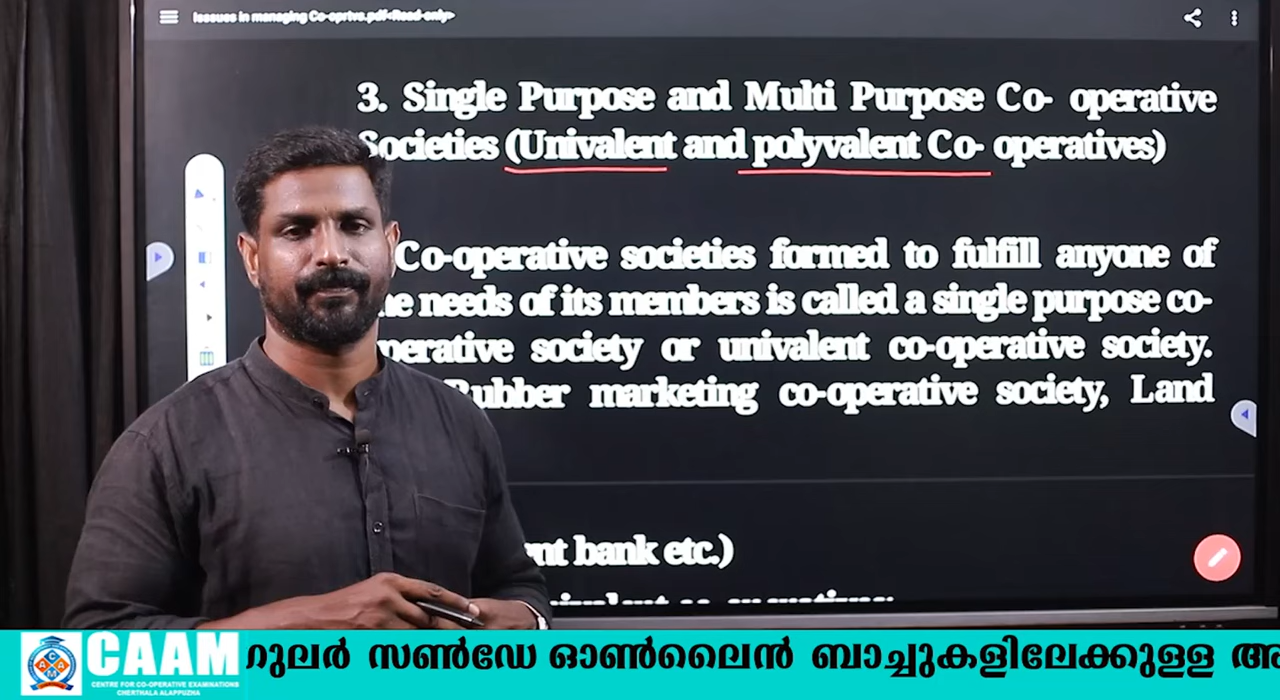 Isssues in managing Co-oprtvs.pdf<Read-only>
3. Single Purpose and Multi Purpose Co- operative
Societies (Univalent and polyvalent Co- operatives)
Co-operative societies formed to fulfill anyone of
needs of its members is called a single purpose co-
operative society or univalent co-operative society.
Rubber marketing co-operative society, Land
bank etc.)
CAAM
CENTRE FOR CO-OPERATIVE EXAMINATIONS
CHERTHALA ALAPPUZHA
ഗുലർ സൺഡേ ഓൺലൈൻ ബാച്ചുകളിലേക്കുളള അ